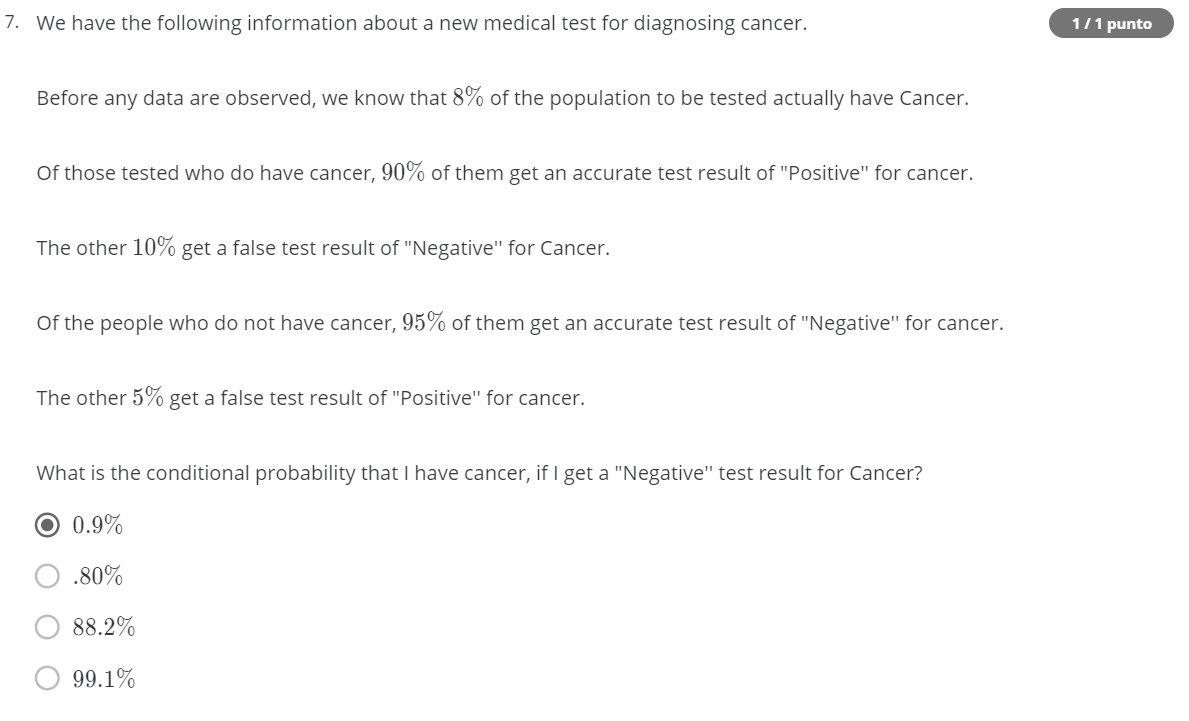 7. We have the following information about a new medical test for diagnosing cancer.
1 / 1 punto
Before any data are observed, we know that 8% of the population to be tested actually have Cancer.
Of those tested who do have cancer, 90% of them get an accurate test result of "Positive'' for cancer.
The other 10% get a false test result of "Negative'' for Cancer.
Of the people who do not have cancer, 95% of them get an accurate test result of "Negative'' for cancer.
The other 5% get a false test result of "Positive'' for cancer.
What is the conditional probability that I have cancer, if I get a "Negative'' test result for Cancer?
0.9%
.80%
88.2%
99.1%